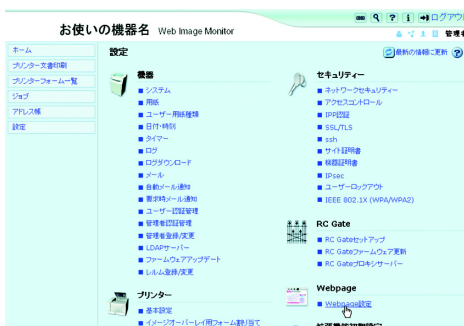 ログアウト
お使いの機器名 Web Image Monitor
管理者
ホーム
プリンター文書印刷
プリンターフォーム一覧
ジョブ
アドレス帳
設定
設定
最新の情報に更新
機器
システム
用紙
ユーザー用紙種類
日付・時刻
タイマー
ログ
ログダウンロード
メール
自動メール通知
要求時メール通知
ユーザー認証管理
管理者認証管理
管理者登録/変更
LDAPサーバー
ファームウェアアップデート
レルム登録/変更
プリンター
基本設定
イメージオーバーレイ用フォーム割り当て
セキュリティー
ネットワークセキュリティー
アクセスコントロール
IPP認証
SSL/TLS
ssh
サイト証明書
機器証明書
IPsec
ユーザーロックアウト
IEEE 802.1X (WPA/WPA2)
RC Gate
RC Gateセットアップ
RC Gateファームウェア更新
RC Gateプロキシサーバー
Webpage
Webpage設定
拡張機能初期設定